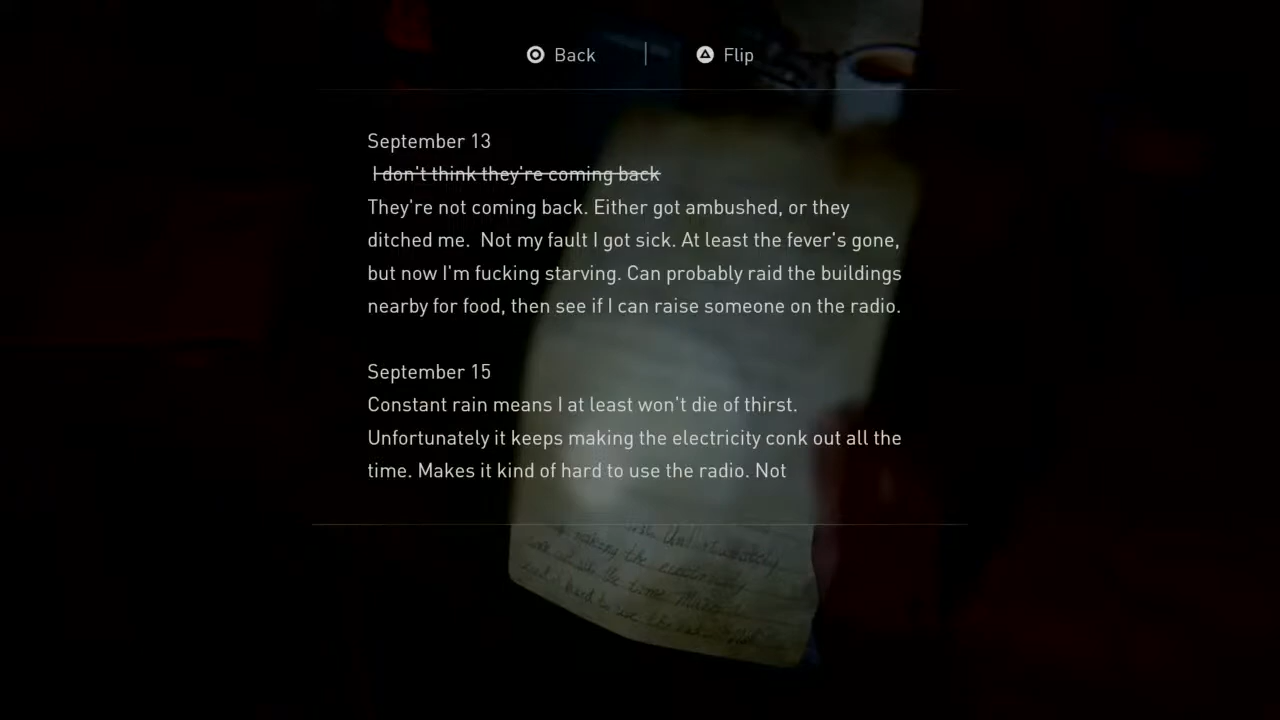 Back | Flip
September 13
I don't think they're coming back
They're not coming back. Either got ambushed, or they
ditched me.  Not my fault I got sick. At least the fever's gone,
but now I'm fucking starving. Can probably raid the buildings
nearby for food, then see if I can raise someone on the radio.
September 15
Constant rain means I at least won't die of thirst.
Unfortunately it keeps making the electricity conk out all the
time. Makes it kind of hard to use the radio. Not
making the electricity